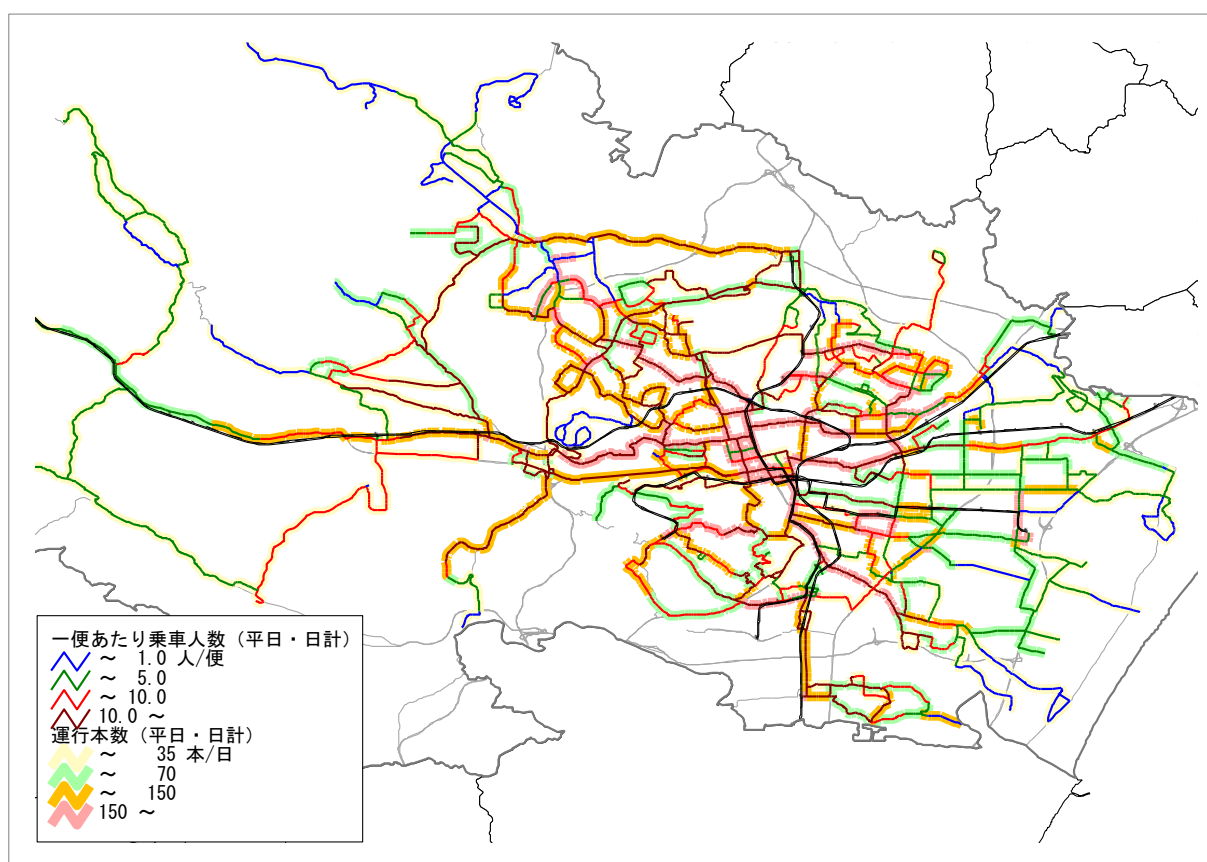 一便あたり乗車人数（平日・日計）
～ 1.0 人/便
～ 5.0
～ 10.0
10.0 ～
運行本数（平日・日計）
～ 35 本/日
～ 70
～ 150
150 ～